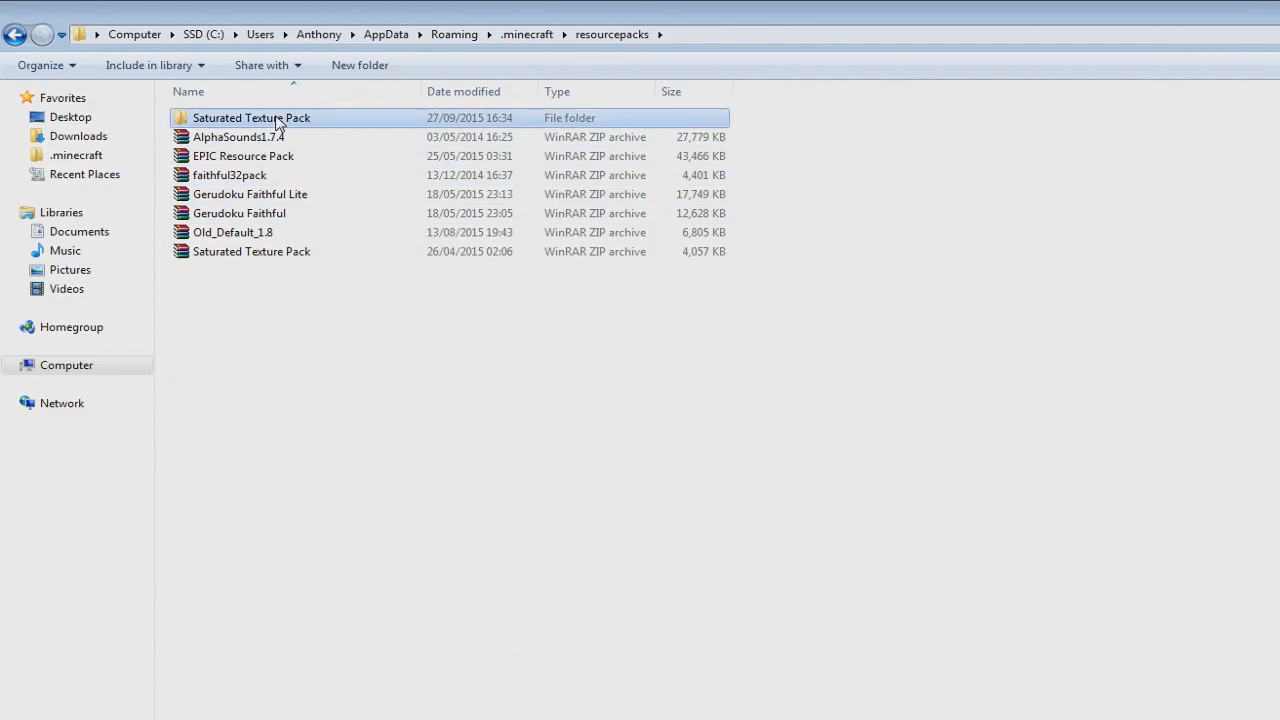 Computer SSD (C:) Users Anthony AppData Roaming .minecraft resourcepacks
Organize Include in library Share with New folder
Name Date modified Type Size
Favorites
Desktop
Downloads
.minecraft
Recent Places
Libraries
Documents
Music
Pictures
Videos
Homegroup
Computer
Network
Saturated Texture Pack 27/09/2015 16:34 File folder
AlphaSounds1.7.4 03/05/2014 16:25 WinRAR ZIP archive 27,779 KB
EPIC Resource Pack 25/05/2015 03:31 WinRAR ZIP archive 43,466 KB
faithful32pack 13/12/2014 16:37 WinRAR ZIP archive 4,401 KB
Gerudoku Faithful Lite 18/05/2015 23:13 WinRAR ZIP archive 17,749 KB
Gerudoku Faithful 18/05/2015 23:05 WinRAR ZIP archive 12,628 KB
Old_Default_1.8 13/08/2015 19:43 WinRAR ZIP archive 6,805 KB
Saturated Texture Pack 26/04/2015 02:06 WinRAR ZIP archive 4,057 KB